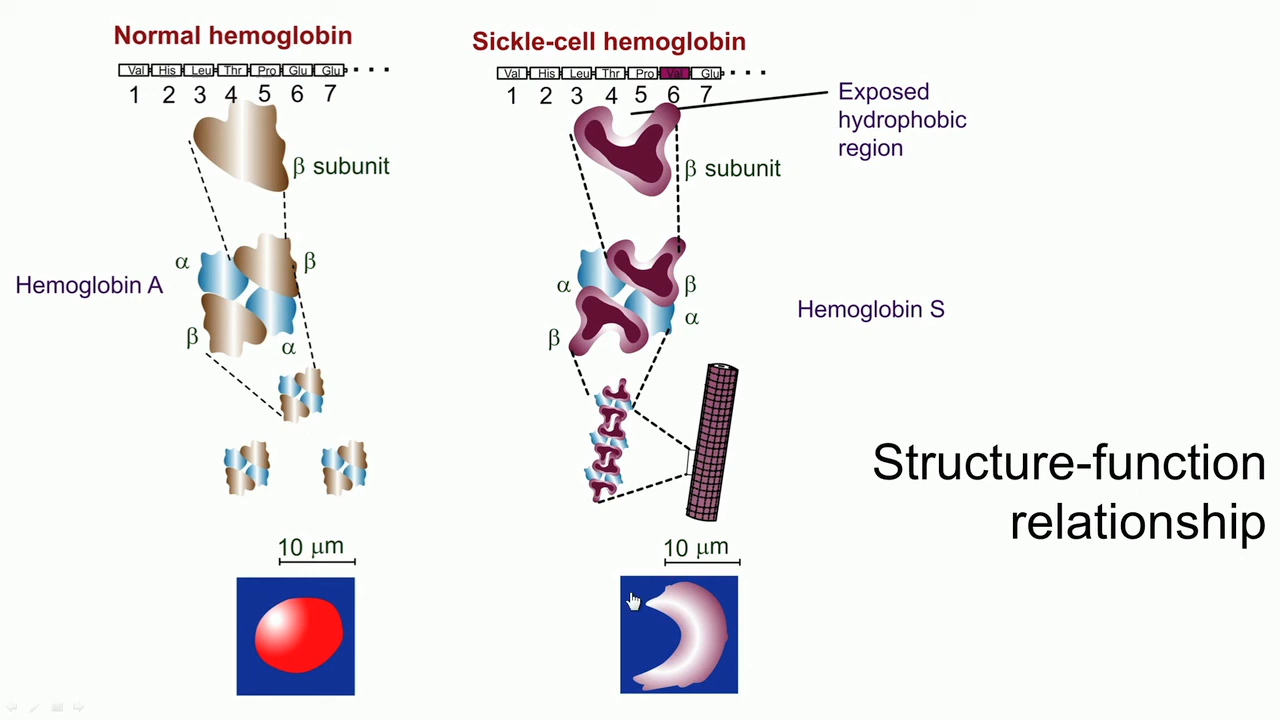 Normal hemoglobin
Val His Leu Thr Pro Glu Glu ...
1 2 3 4 5 6 7
β subunit
α
β
Hemoglobin A
β
α
10 μm
Sickle-cell hemoglobin
Val His Leu Thr Pro Val Glu ...
1 2 3 4 5 6 7
Exposed
hydrophobic
region
β subunit
α
β
Hemoglobin S
α
β
10 μm
Structure-function
relationship